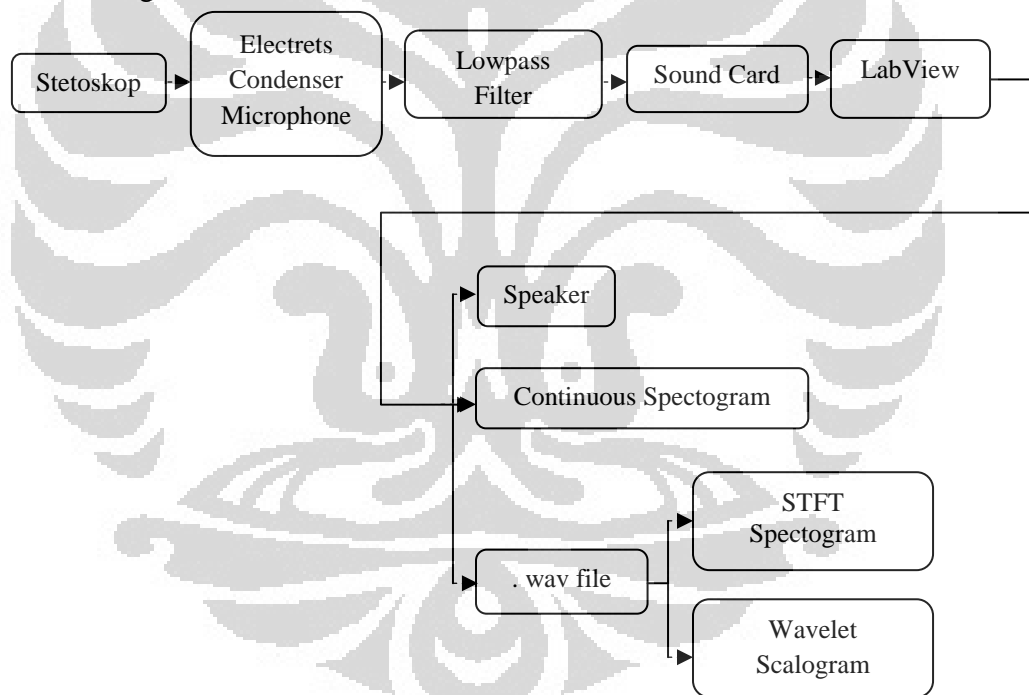 Stetoskop
Electrets
Condenser
Microphone
Lowpass
Filter
Sound Card
LabView
Speaker
Continuous Spectogram
STFT
Spectogram
. wav file
Wavelet
Scalogram